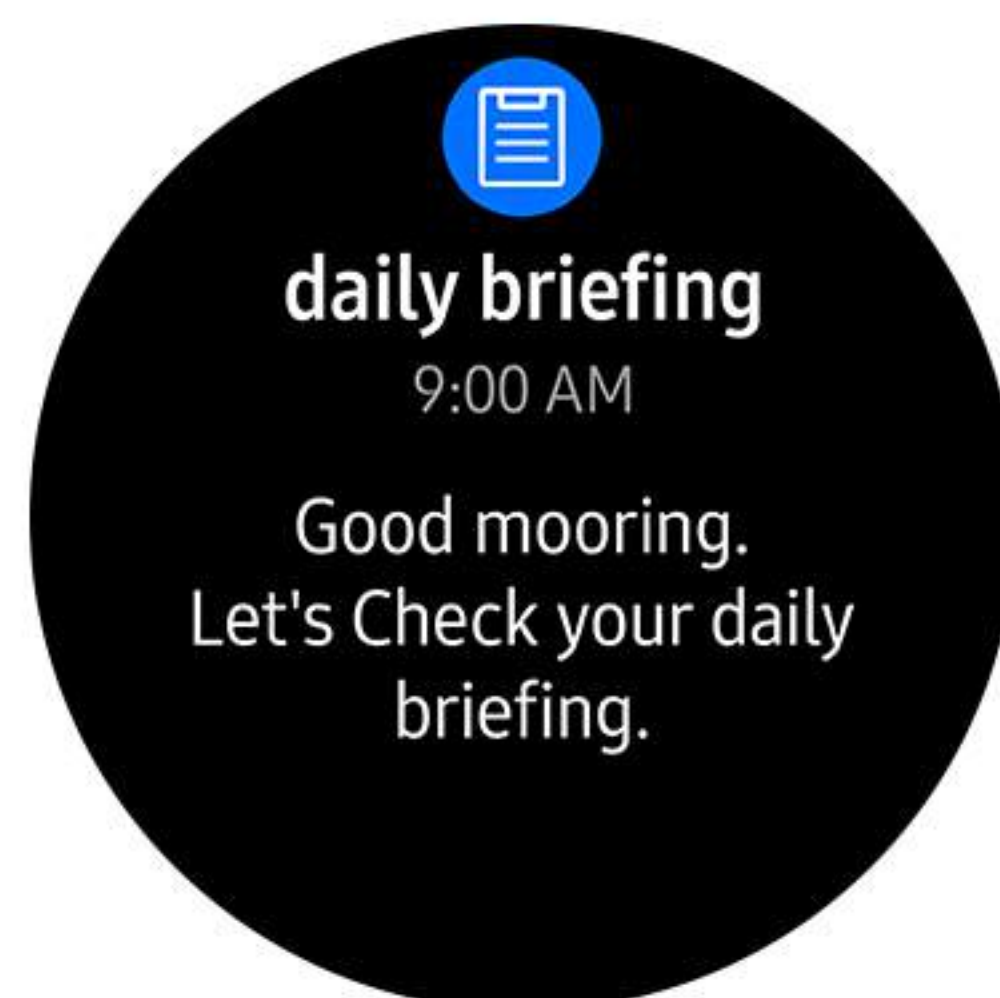 daily briefing
9:00 AM
Good mooring.
Let's Check your daily
briefing.